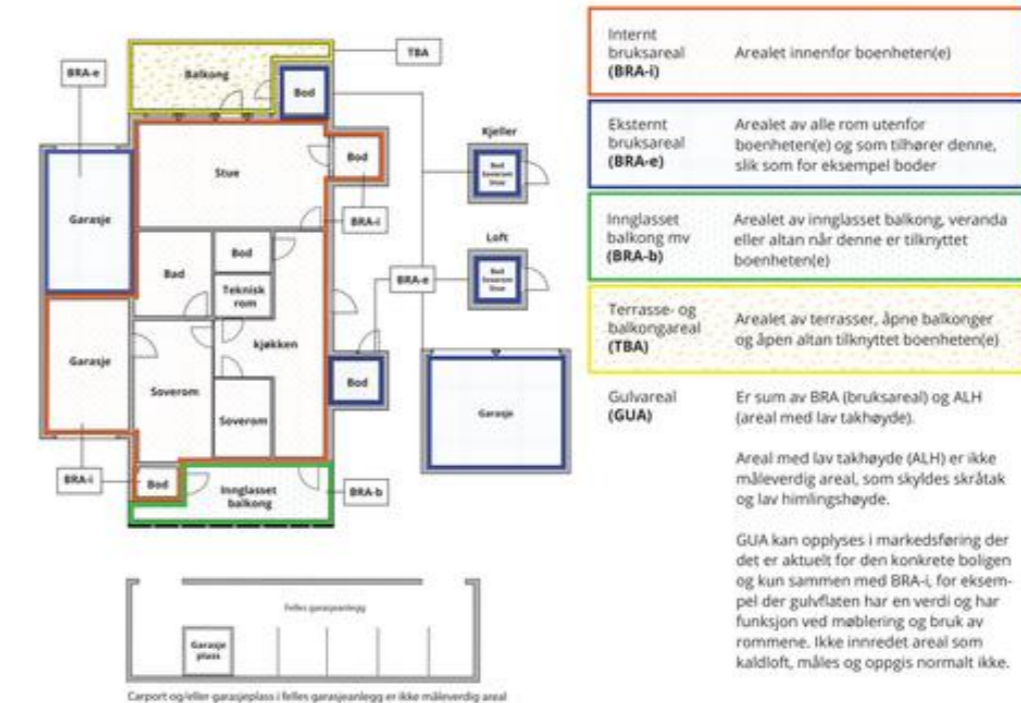 TBA
BRA-e
Balkong
Bod
Kjeller
Bod
Soverom
Stue
Stue
Bod
Garasje
BRA-i
Loft
Bod
Bad
Bod
Soverom
Stue
Teknisk
rom
BRA-e
Garasje
kjøkken
Soverom
Bod
Garasje
Soverom
BRA-i
Bod
Innglasset
balkong
BRA-b
Felles garasjeanlegg
Garasje
plass
Carport og/eller garasjeplass i felles garasjeanlegg er ikke måleverdig areal
Internt
bruksareal
(BRA-i)
Arealet innenfor boenheten(e)
Eksternt
bruksareal
(BRA-e)
Arealet av alle rom utenfor
boenheten(e) og som tilhører denne,
slik som for eksempel boder
Innglasset
balkong mv
(BRA-b)
Arealet av innglasset balkong, veranda
eller altan når denne er tilknyttet
boenheten(e)
Terrasse- og
balkongareal
(TBA)
Arealet av terrasser, åpne balkonger
og åpen altan tilknyttet boenheten(e)
Gulvareal
(GUA)
Er sum av BRA (bruksareal) og ALH
(areal med lav takhøyde).
Areal med lav takhøyde (ALH) er ikke
måleverdig areal, som skyldes skråtak
og lav himlingshøyde.
GUA kan opplyses i markedsføring der
det er aktuelt for den konkrete boligen
og kun sammen med BRA-i, for eksem-
pel der gulvflaten har en verdi og har
funksjon ved møblering og bruk av
rommene. Ikke innredet areal som
kaldloft, måles og oppgis normalt ikke.